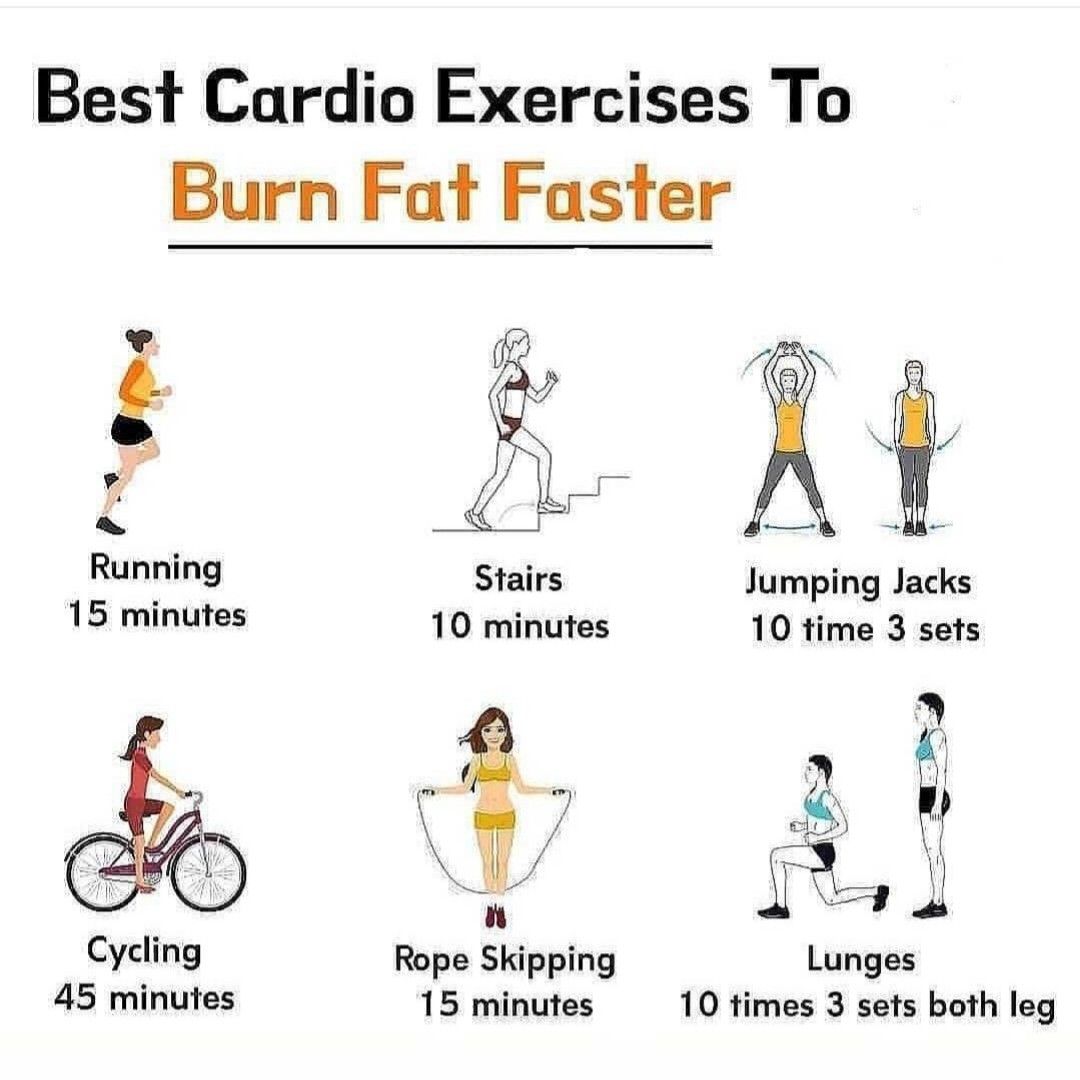 Best Cardio Exercises To
Burn Fat Faster
Running
15 minutes
Stairs
10 minutes
Jumping Jacks
10 time 3 sets
Cycling
45 minutes
Rope Skipping
15 minutes
Lunges
10 times 3 sets both leg